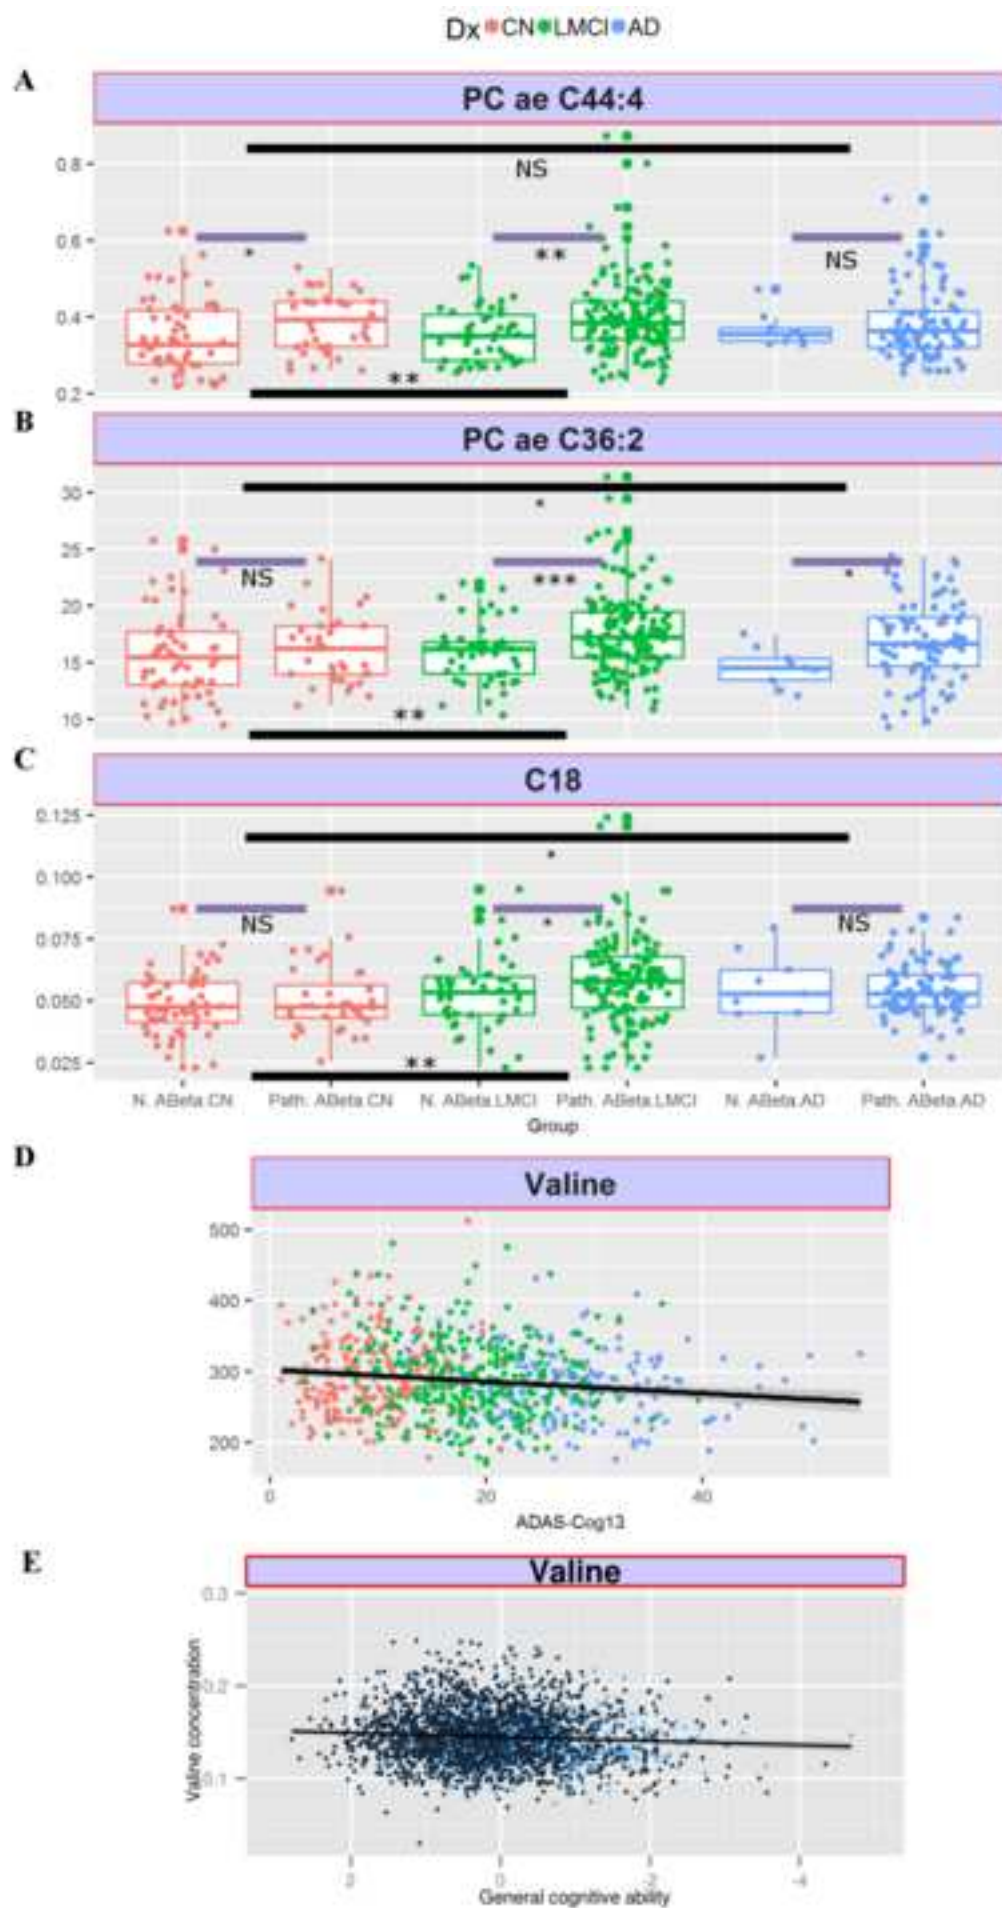 Dx CN LMCI AD
A
PC ae C44:4
0.8
NS
0.6
* ** NS
0.4
**
0.2
B
PC ae C36:2
30
*
25
NS *** *
20
15
10
**
C
C18
0.125
*
0.100
NS * NS
0.075
0.050
0.025
**
N. ABeta.CN Path. ABeta.CN N. ABeta.LMCI Path. ABeta.LMCI N. ABeta.AD Path. ABeta.AD
Group
D
Valine
500
400
300
200
0 20 40
ADAS-Cog13
E
Valine
0.3
0.2
0.1
Valine concentration
2 0 -2 -4
General cognitive ability